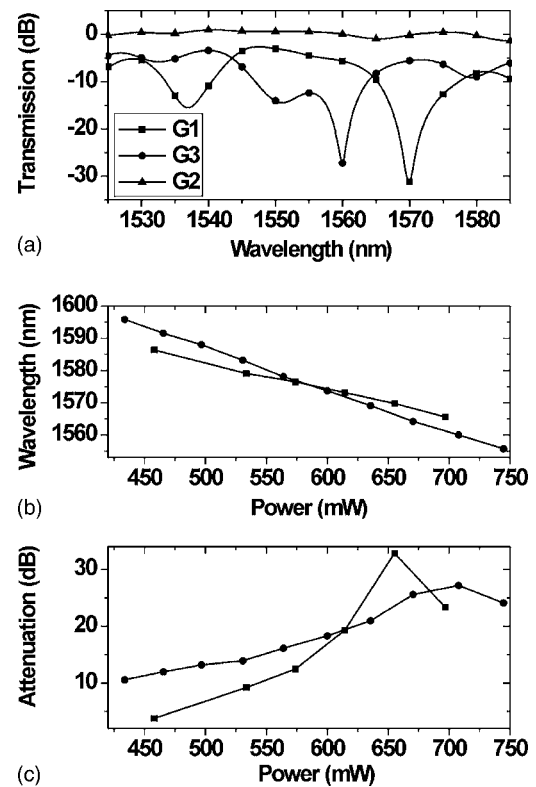 Transmission (dB)
0
-10
-20
-30
G1
G3
G2
1530 1540 1550 1560 1570 1580
Wavelength (nm)
(a)
Wavelength (nm)
1600
1590
1580
1570
1560
450 500 550 600 650 700 750
Power (mW)
(b)
Attenuation (dB)
30
20
10
450 500 550 600 650 700 750
Power (mW)
(c)